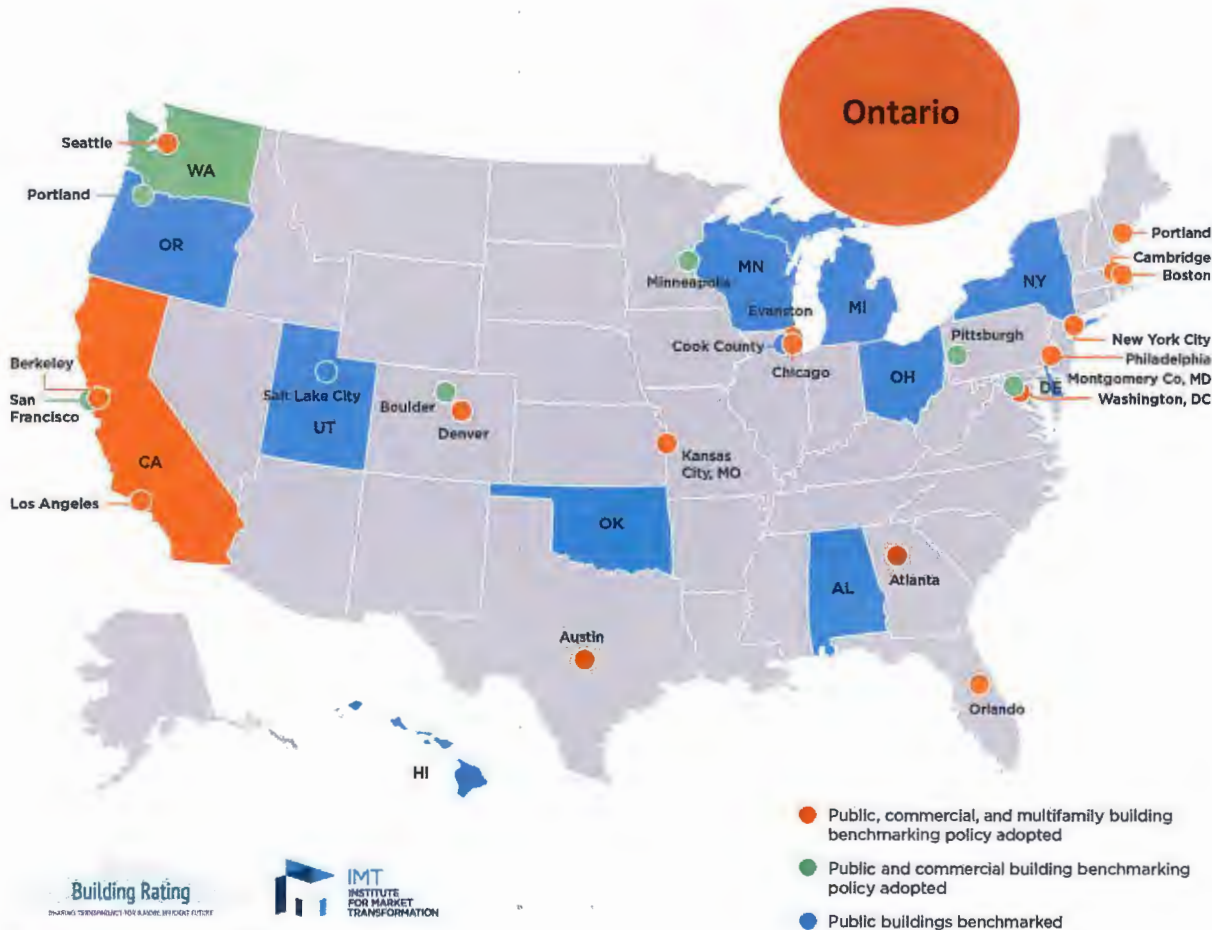 Ontario
Seattle
WA
Portland
OR
Portland
Cambridge
Boston
MN
Minneapolis
MI
NY
Evanston
Cook County
Chicago
Pittsburgh
New York City
Philadelphia
Montgomery Co, MD
DE
Washington, DC
OH
Berkeley
San
Francisco
Salt Lake City
UT
Boulder
Denver
CA
Kansas
City, MO
Los Angeles
OK
AL
Atlanta
Austin
Orlando
HI
Public, commercial, and multifamily building
benchmarking policy adopted
Public and commercial building benchmarking
policy adopted
Public buildings benchmarked
Building Rating
IMT
INSTITUTE
FOR MARKET
TRANSFORMATION